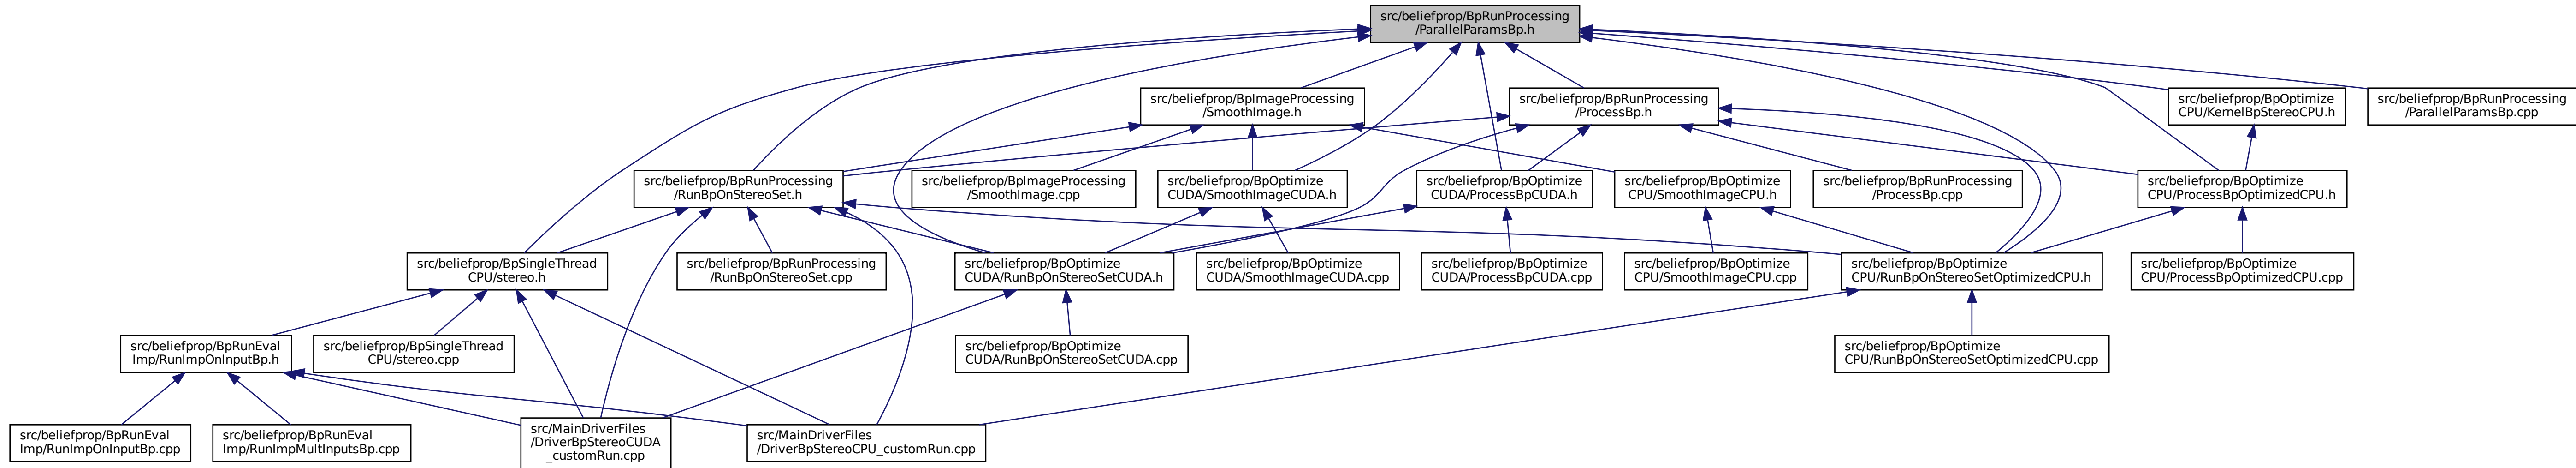 src/beliefprop/BpRunProcessing
/ParallelParamsBp.h
src/beliefprop/BpImageProcessing
/SmoothImage.h
src/beliefprop/BpRunProcessing
/ProcessBp.h
src/beliefprop/BpOptimize
CPU/KernelBpStereoCPU.h
src/beliefprop/BpRunProcessing
/ParallelParamsBp.cpp
src/beliefprop/BpRunProcessing
/RunBpOnStereoSet.h
src/beliefprop/BpImageProcessing
/SmoothImage.cpp
src/beliefprop/BpOptimize
CUDA/SmoothImageCUDA.h
src/beliefprop/BpOptimize
CUDA/ProcessBpCUDA.h
src/beliefprop/BpOptimize
CPU/SmoothImageCPU.h
src/beliefprop/BpRunProcessing
/ProcessBp.cpp
src/beliefprop/BpOptimize
CPU/ProcessBpOptimizedCPU.h
src/beliefprop/BpSingleThread
CPU/stereo.h
src/beliefprop/BpRunProcessing
/RunBpOnStereoSet.cpp
src/beliefprop/BpOptimize
CUDA/RunBpOnStereoSetCUDA.h
src/beliefprop/BpOptimize
CUDA/SmoothImageCUDA.cpp
src/beliefprop/BpOptimize
CUDA/ProcessBpCUDA.cpp
src/beliefprop/BpOptimize
CPU/SmoothImageCPU.cpp
src/beliefprop/BpOptimize
CPU/RunBpOnStereoSetOptimizedCPU.h
src/beliefprop/BpOptimize
CPU/ProcessBpOptimizedCPU.cpp
src/beliefprop/BpRunEval
Imp/RunImpOnInputBp.h
src/beliefprop/BpSingleThread
CPU/stereo.cpp
src/beliefprop/BpOptimize
CUDA/RunBpOnStereoSetCUDA.cpp
src/beliefprop/BpOptimize
CPU/RunBpOnStereoSetOptimizedCPU.cpp
src/beliefprop/BpRunEval
Imp/RunImpOnInputBp.cpp
src/beliefprop/BpRunEval
Imp/RunImpMultInputsBp.cpp
src/MainDriverFiles
/DriverBpStereoCUDA
_customRun.cpp
src/MainDriverFiles
/DriverBpStereoCPU_customRun.cpp